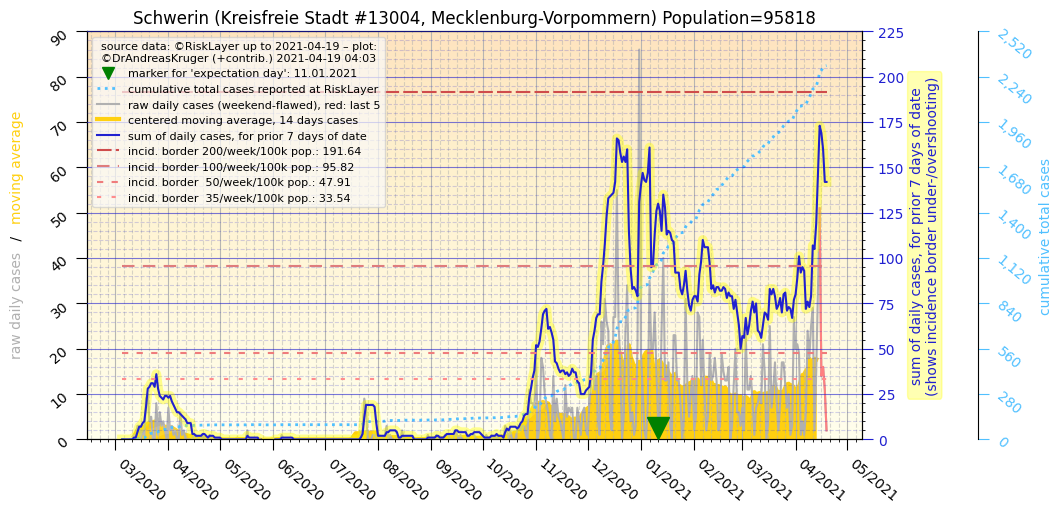 Schwerin (Kreisfreie Stadt #13004, Mecklenburg-Vorpommern) Population=95818
source data: ©RiskLayer up to 2021-04-19 – plot:
©DrAndreasKruger (+contrib.) 2021-04-19 04:03
marker for 'expectation day': 11.01.2021
cumulative total cases reported at RiskLayer
raw daily cases (weekend-flawed), red: last 5
centered moving average, 14 days cases
sum of daily cases, for prior 7 days of date
incid. border 200/week/100k pop.: 191.64
incid. border 100/week/100k pop.: 95.82
incid. border  50/week/100k pop.: 47.91
incid. border  35/week/100k pop.: 33.54
raw daily cases  /  moving average
90
80
70
60
50
40
30
20
10
0
225
200
175
150
125
100
75
50
25
0
sum of daily cases, for prior 7 days of date
(shows incidence border under-/overshooting)
2,520
2,240
1,960
1,680
1,400
1,120
840
560
280
0
cumulative total cases
03/2020
04/2020
05/2020
06/2020
07/2020
08/2020
09/2020
10/2020
11/2020
12/2020
01/2021
02/2021
03/2021
04/2021
05/2021